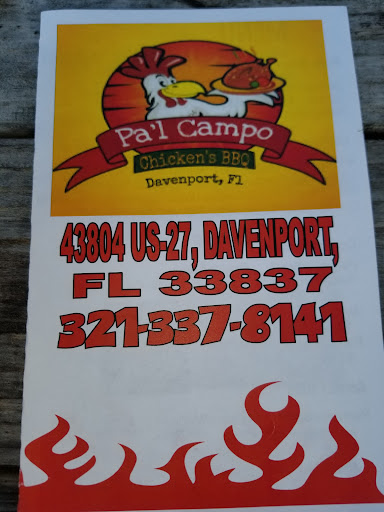 Pa'l Campo
Chicken's BBQ
Davenport, Fl
43804 US-27, DAVENPORT,
FL 33837
321-337-8141